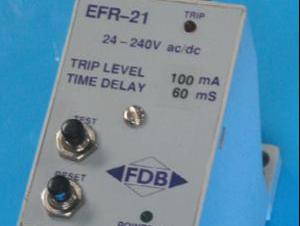 EFR-21
TRIP
24-240V ac/dc
TRIP LEVEL 100 mA
TIME DELAY 60 mS
TEST
RESET
FDB